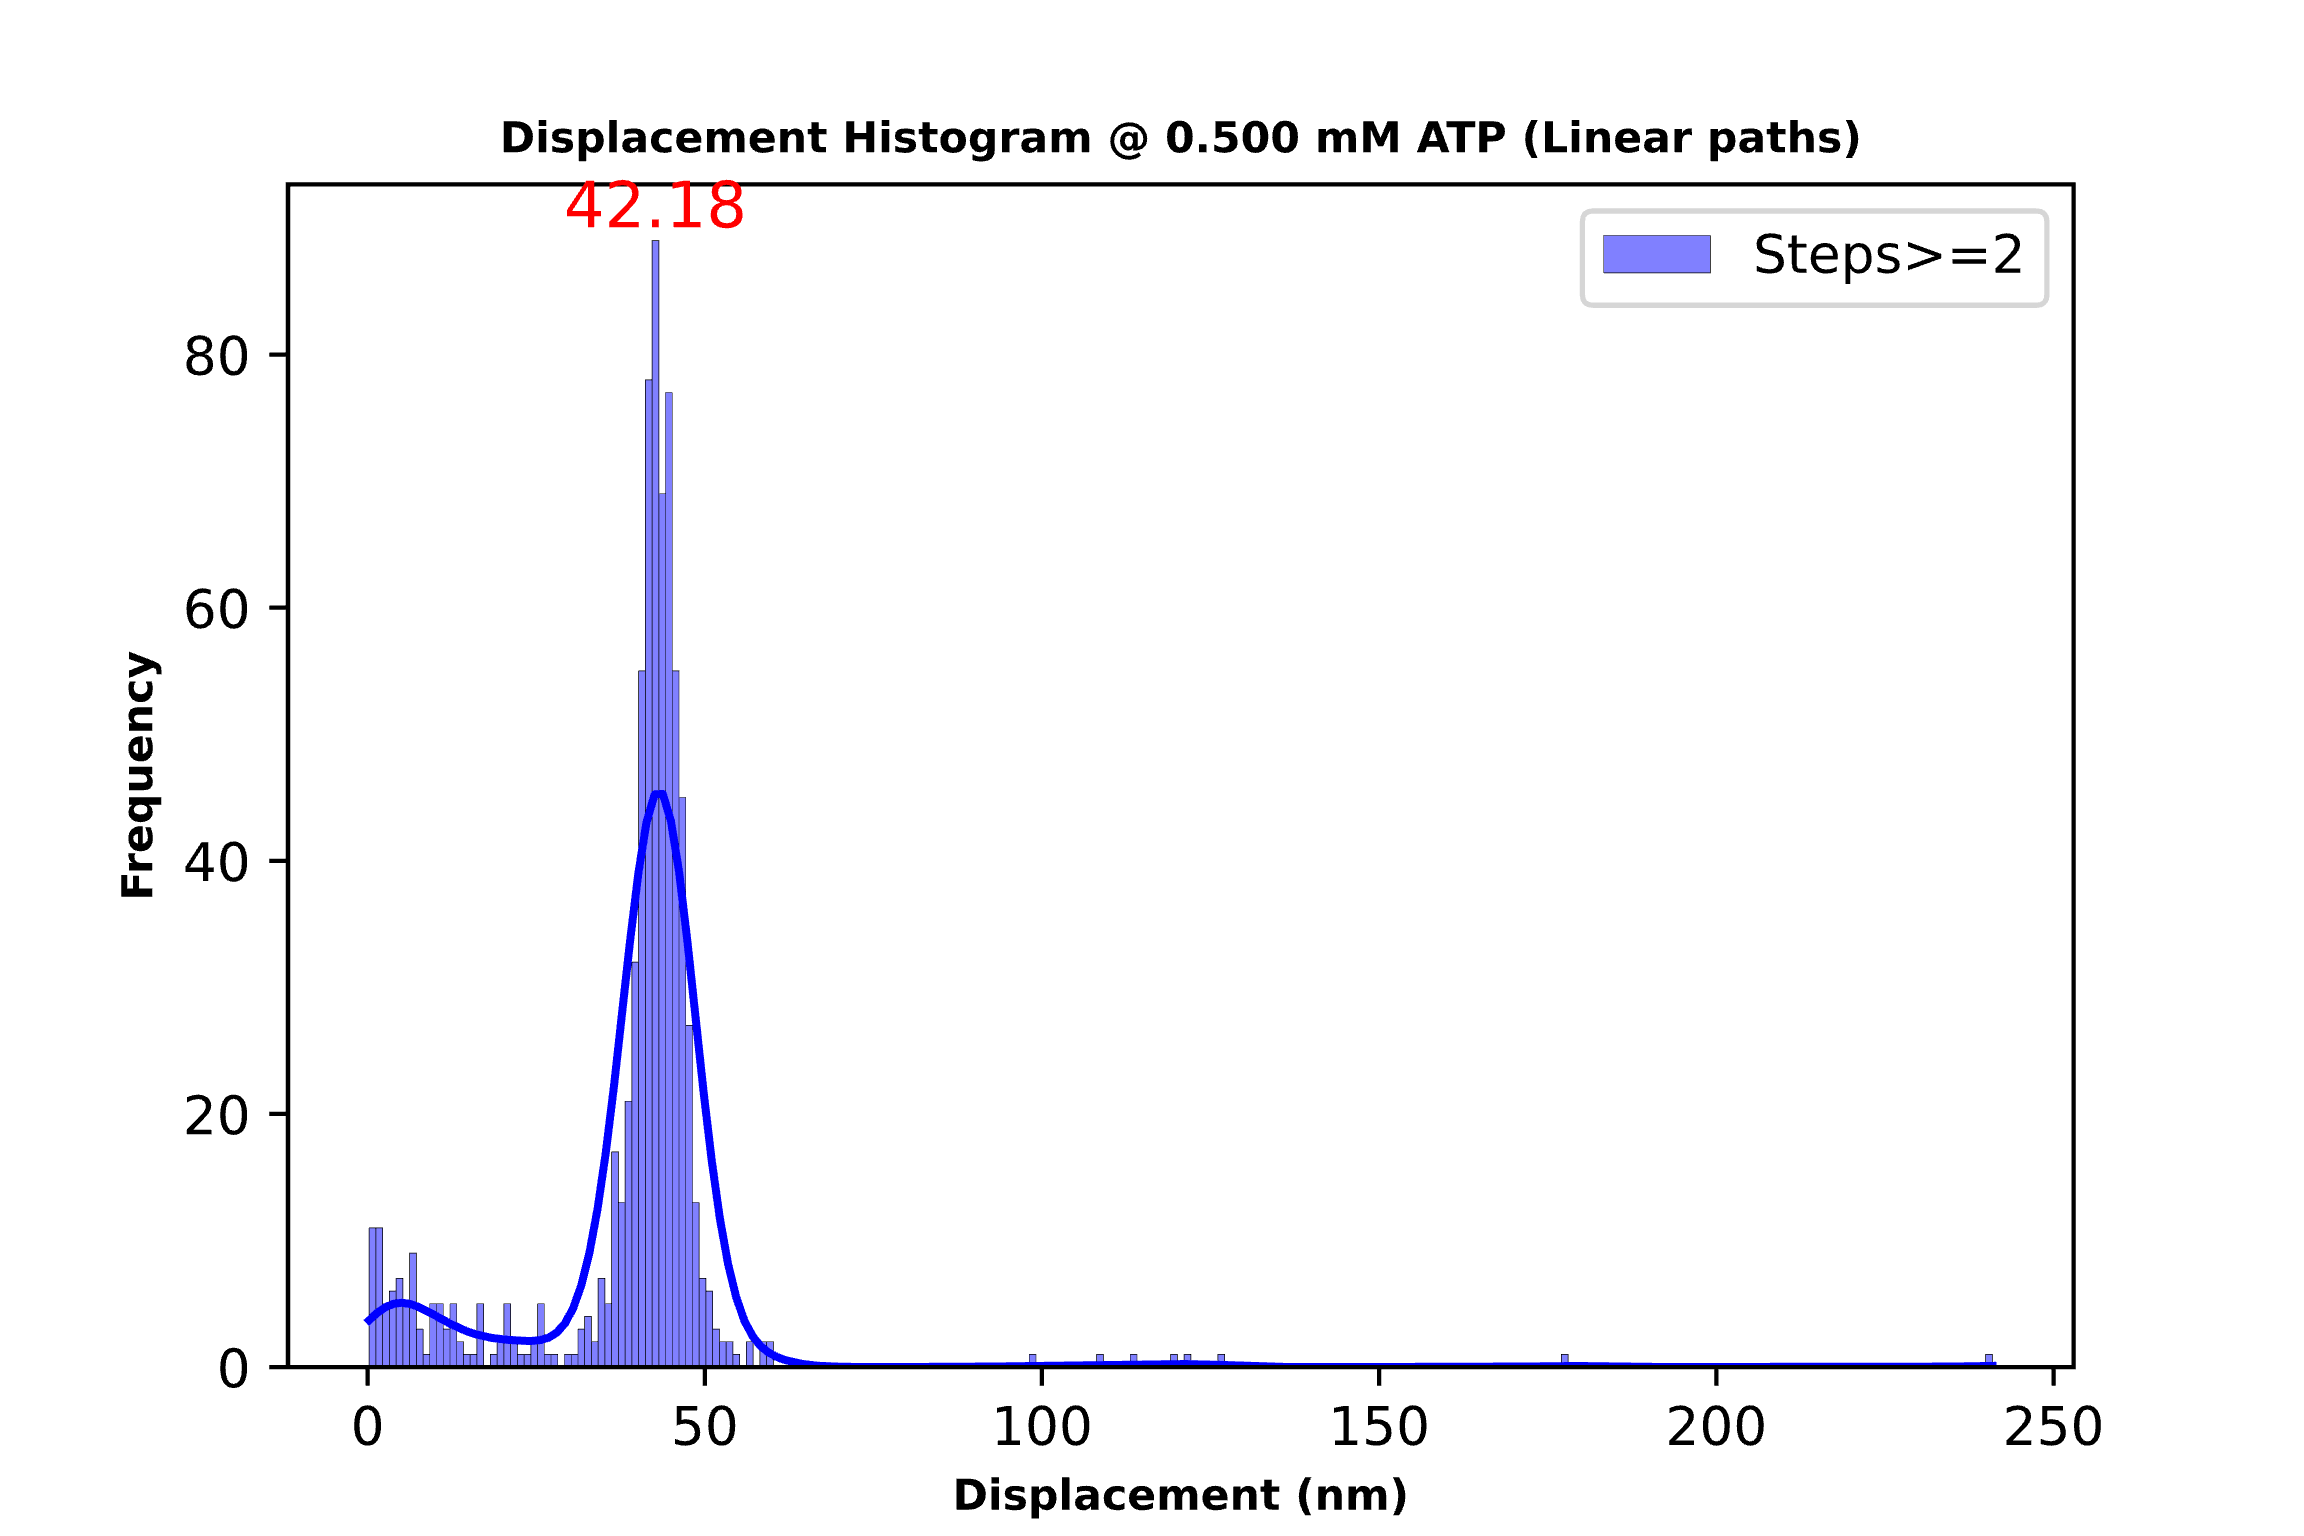 Displacement Histogram @ 0.500 mM ATP (Linear paths)
42.18
Steps>=2
80
60
40
20
0
Frequency
0 50 100 150 200 250
Displacement (nm)